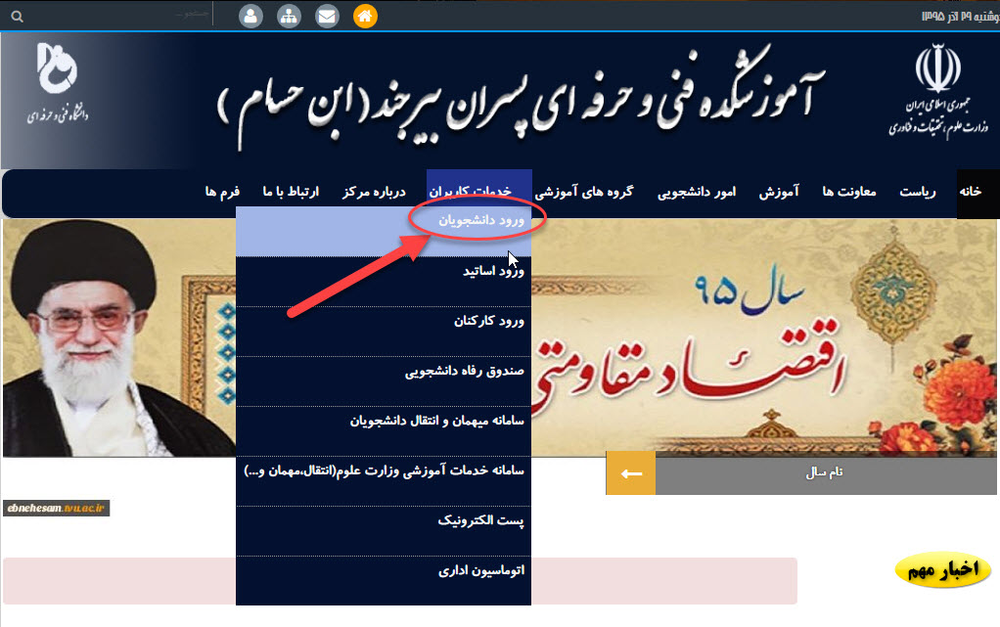 دوشنبه ۲۹ آذر ۱۳۹۵
جستجو ...
جمهوری اسلامی ایران
وزارت علوم، تحقیقات و فناوری
آموزشکده فنی و حرفه ای پسران بیرجند (ابن حسام)
دانشگاه فنی و حرفه ای
خانه
ریاست
معاونت ها
آموزش
امور دانشجویی
گروه های آموزشی
خدمات کاربران
درباره مرکز
ارتباط با ما
فرم ها
ورود دانشجویان
ورود اساتید
ورود کارکنان
صندوق رفاه دانشجویی
سامانه میهمان و انتقال دانشجویان
سامانه خدمات آموزشی وزارت علوم(انتقال،مهمان و...)
پست الکترونیک
اتوماسیون اداری
سال ۹۵
اقتصاد مقاومتی
نام سال
ebnehesam.tvu.ac.ir
اخبار مهم